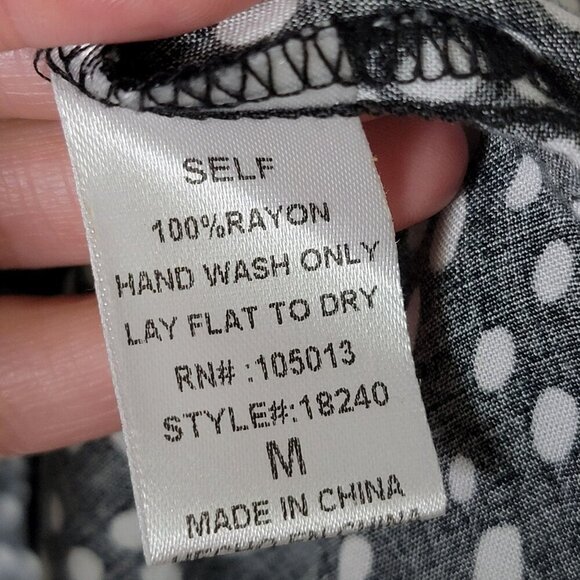 SELF
100%RAYON
HAND WASH ONLY
LAY FLAT TO DRY
RN# :105013
STYLE#:18240
M
MADE IN CHINA